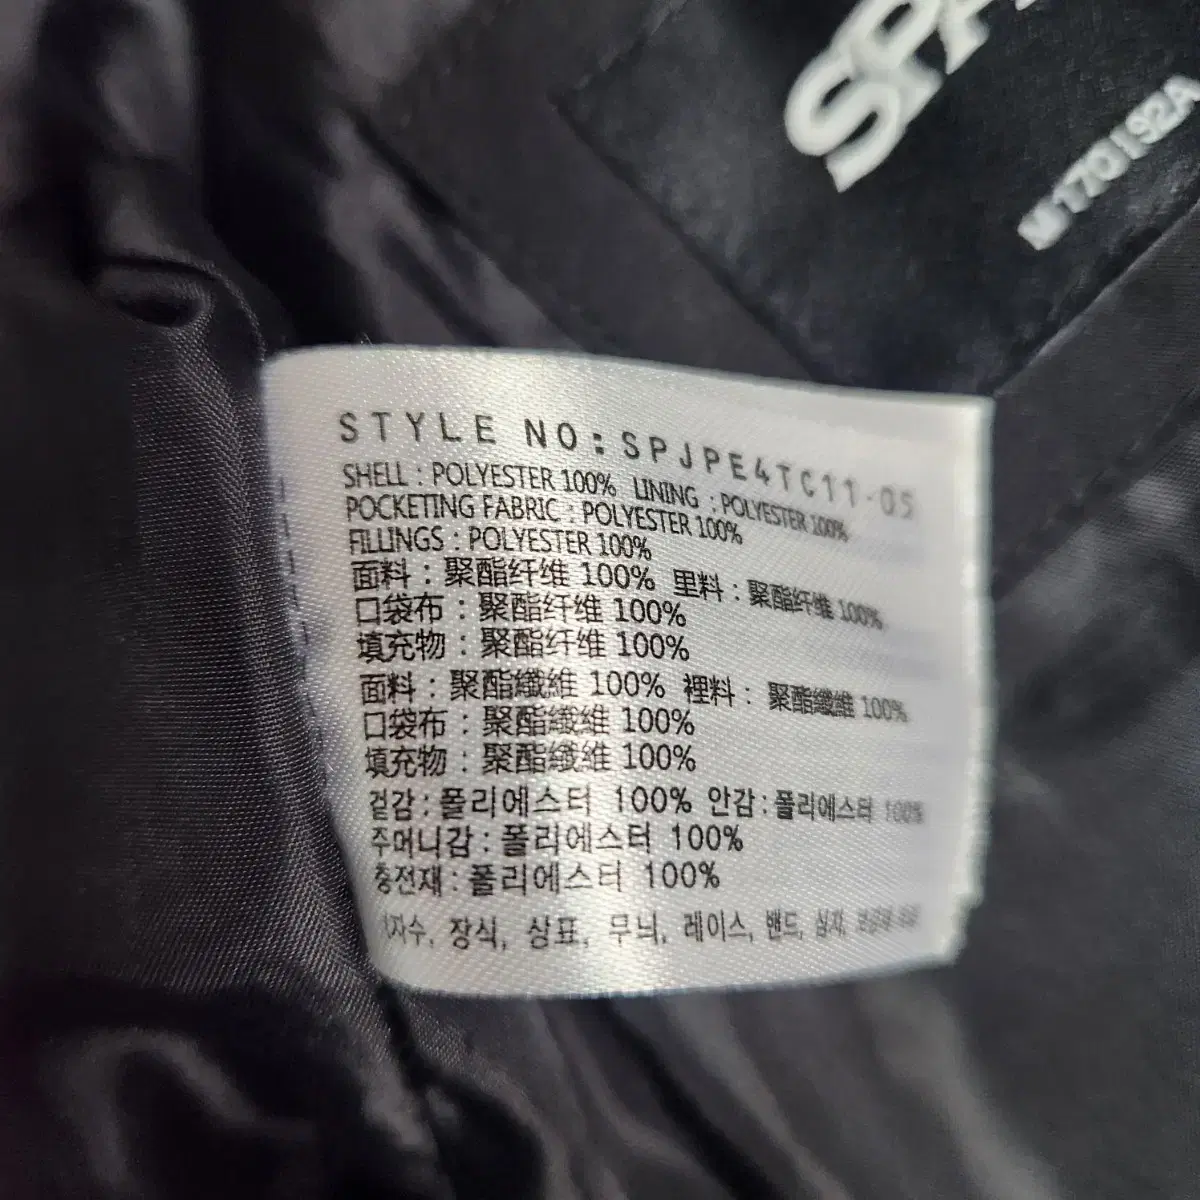 SPA
M 170 | 92A
STYLE NO:SPJPE4TC11-05
SHELL : POLYESTER 100% LINING : POLYESTER 100%
POCKETING FABRIC : POLYESTER 100%
FILLINGS : POLYESTER 100%
面料 : 聚酯纤维 100% 里料 : 聚酯纤维 100%
口袋布 : 聚酯纤维 100%
填充物 : 聚酯纤维 100%
面料 : 聚酯纖維 100% 裡料 : 聚酯纖維 100%
口袋布 : 聚酯纖维 100%
填充物 : 聚酯纖维 100%
겉감 : 폴리에스터 100% 안감 : 폴리에스터 100%
주머니감 : 폴리에스터 100%
충전재 : 폴리에스터 100%
자수, 장식, 상표, 무늬, 레이스, 밴드, 심지,